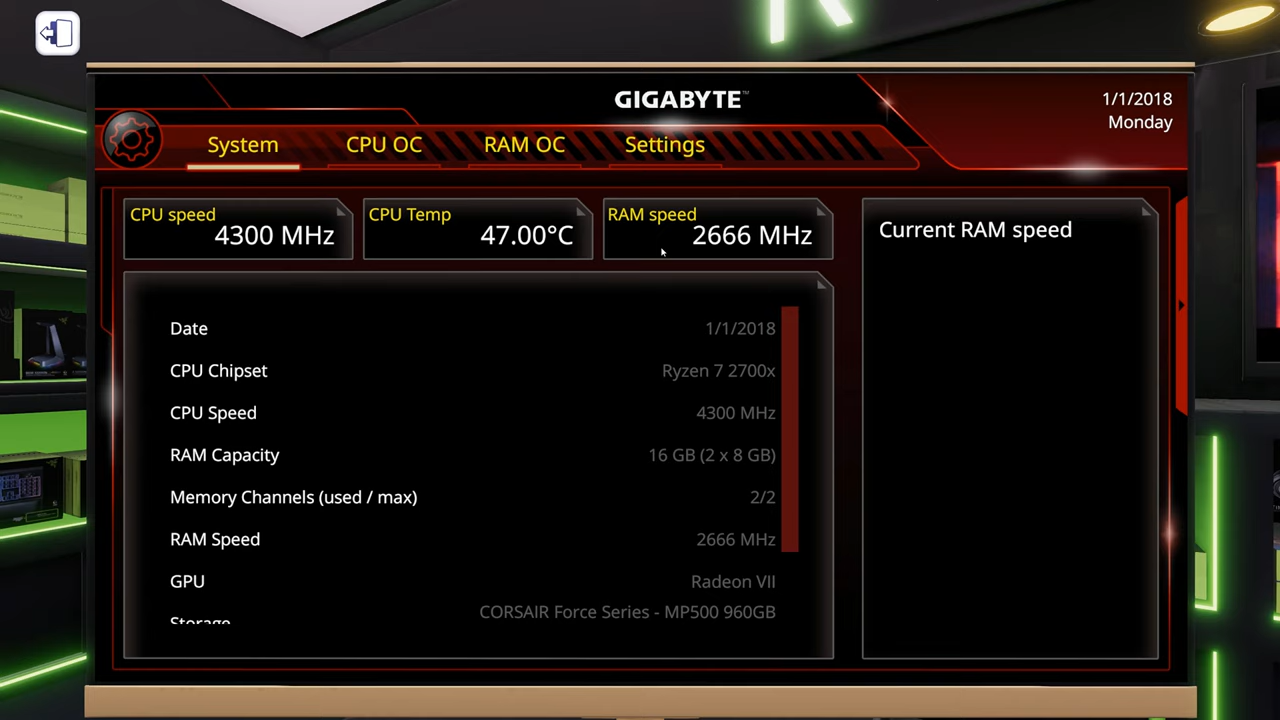 GIGABYTE™
1/1/2018
Monday
System
CPU OC
RAM OC
Settings
CPU speed
4300 MHz
CPU Temp
47.00°C
RAM speed
2666 MHz
Current RAM speed
Date 1/1/2018
CPU Chipset Ryzen 7 2700x
CPU Speed 4300 MHz
RAM Capacity 16 GB (2 x 8 GB)
Memory Channels (used / max) 2/2
RAM Speed 2666 MHz
GPU Radeon VII
Storage CORSAIR Force Series - MP500 960GB